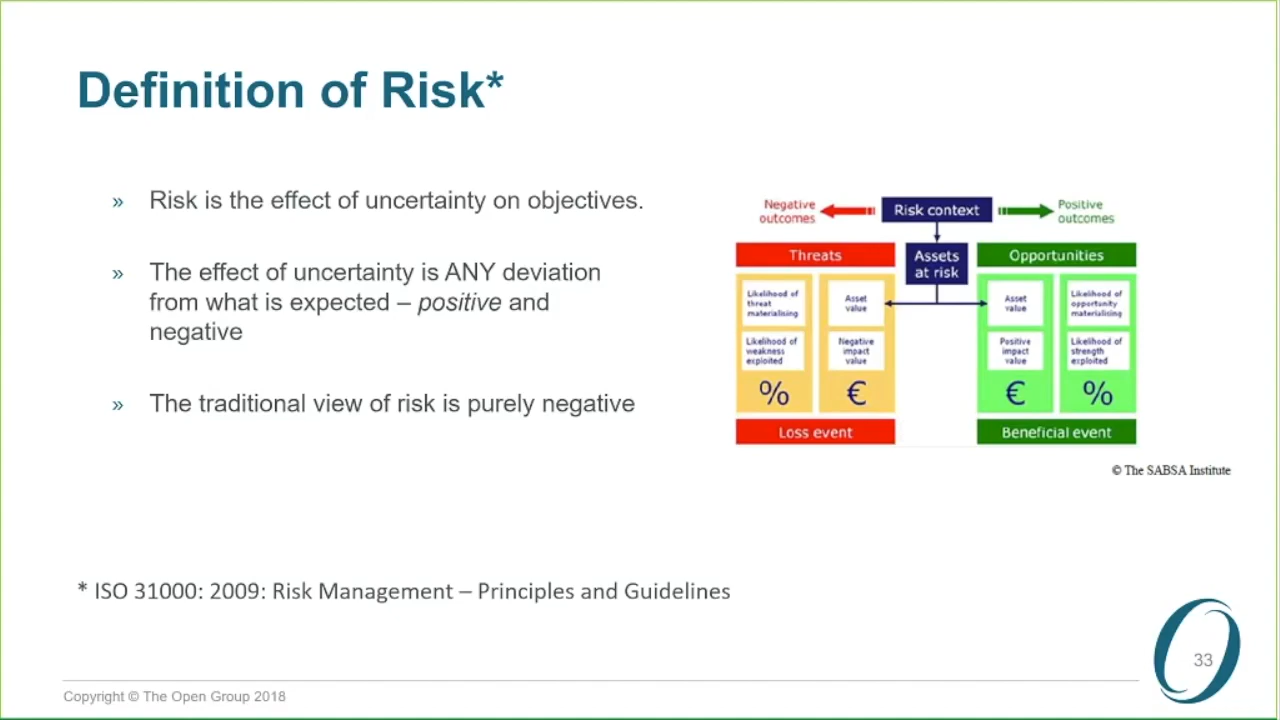 Definition of Risk*
» Risk is the effect of uncertainty on objectives.
» The effect of uncertainty is ANY deviation
from what is expected – positive and
negative
» The traditional view of risk is purely negative
Negative
outcomes
Risk context
Positive
outcomes
Threats
Assets
at risk
Opportunities
Likelihood of
threat
materialising
Asset
value
Asset
value
Likelihood of
opportunity
materialising
Likelihood of
weakness
exploited
Negative
impact
value
Positive
impact
value
Likelihood of
strength
exploited
% € € %
Loss event
Beneficial event
© The SABSA Institute
* ISO 31000: 2009: Risk Management – Principles and Guidelines
33
Copyright © The Open Group 2018